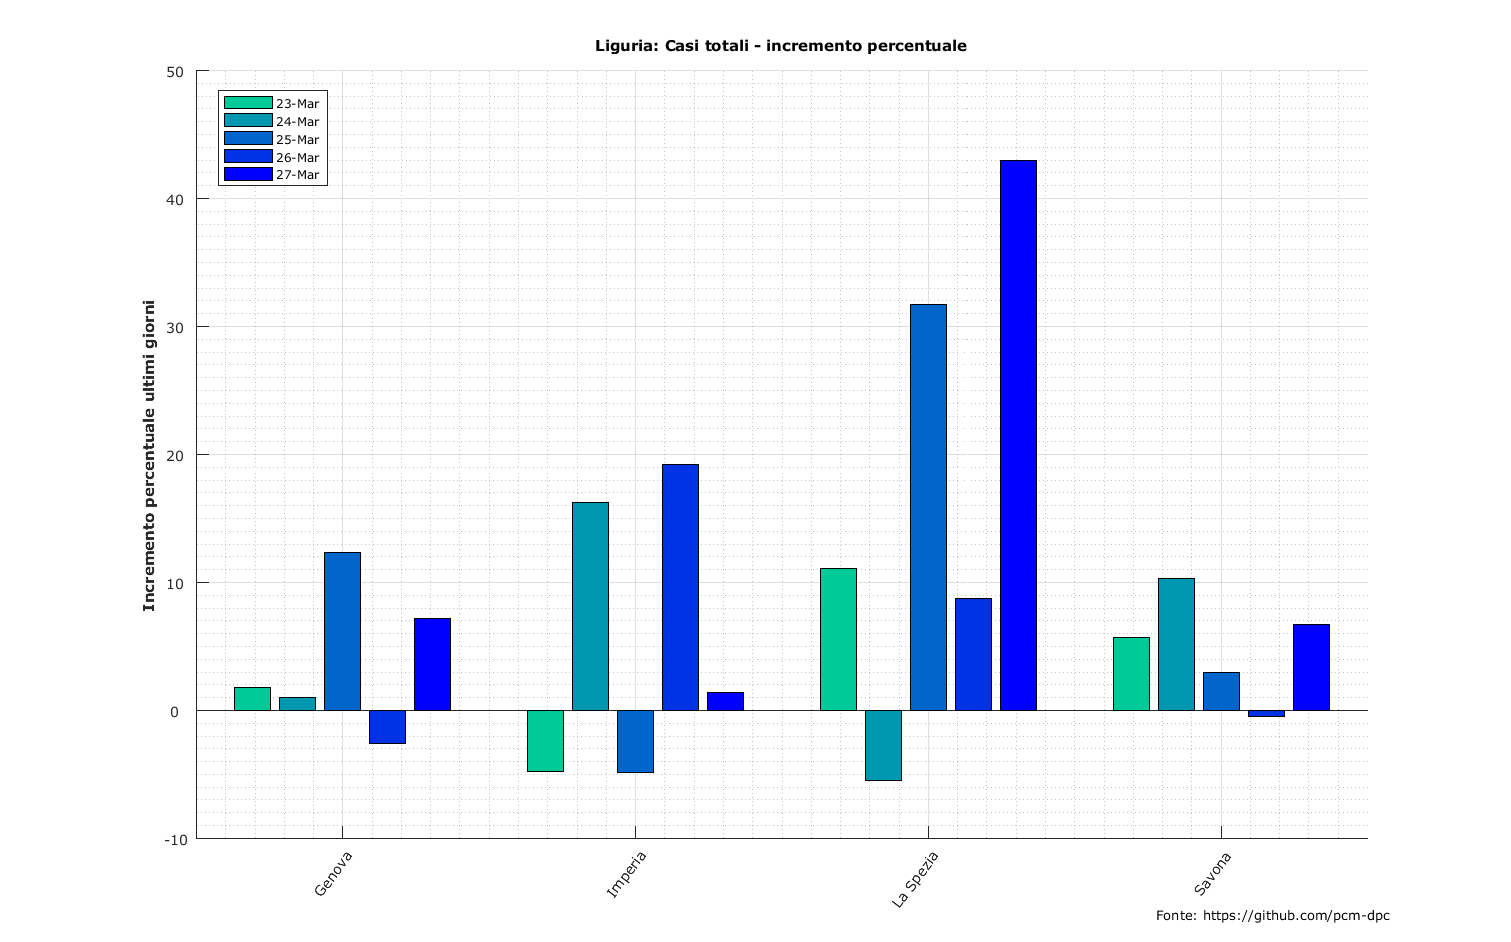 Liguria: Casi totali - incremento percentuale
50
40
30
20
10
0
-10
23-Mar
24-Mar
25-Mar
26-Mar
27-Mar
Incremento percentuale ultimi giorni
Genova
Imperia
La Spezia
Savona
Fonte: https://github.com/pcm-dpc